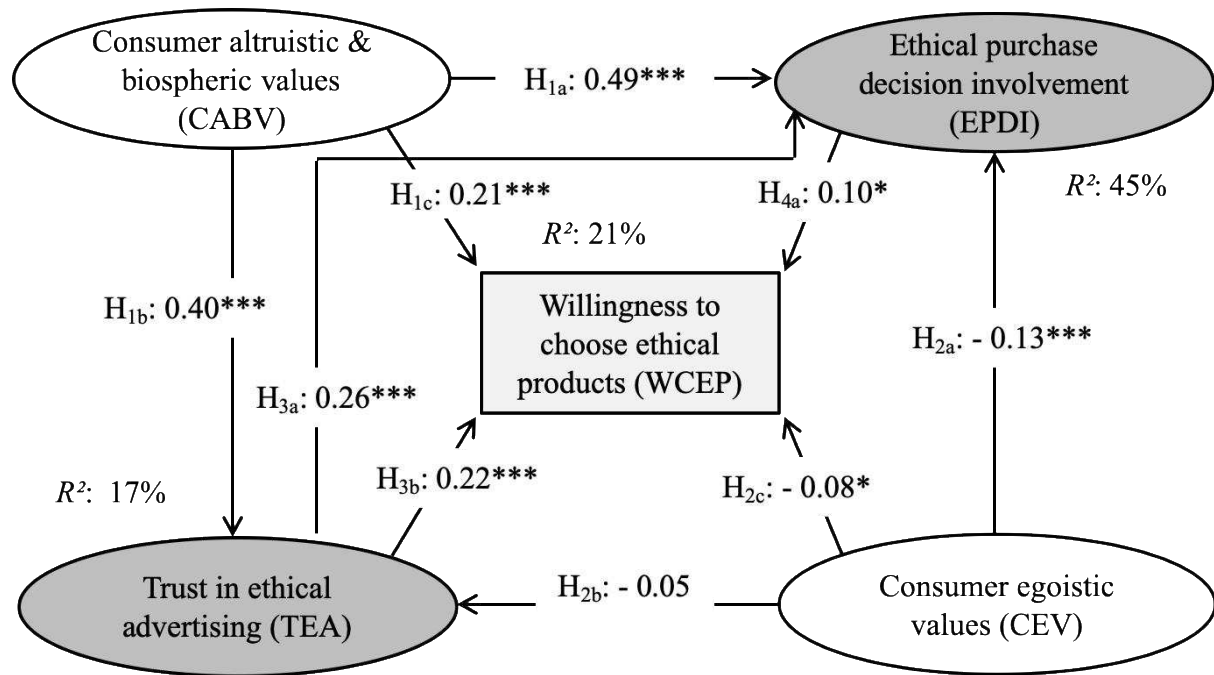 Consumer altruistic &
biospheric values
(CABV)
Ethical purchase
decision involvement
(EPDI)
H₁ₐ: 0.49***
H₁c: 0.21***
H₄ₐ: 0.10*
R²: 45%
R²: 21%
H₁b: 0.40***
Willingness to
choose ethical
products (WCEP)
H₂ₐ: - 0.13***
H₃ₐ: 0.26***
H₃b: 0.22***
H₂c: - 0.08*
R²: 17%
Trust in ethical
advertising (TEA)
H₂b: - 0.05
Consumer egoistic
values (CEV)